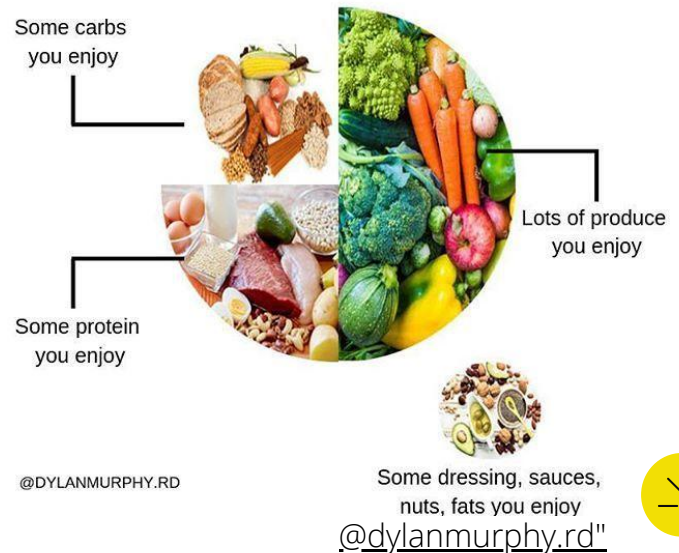 Some carbs
you enjoy
Lots of produce
you enjoy
Some protein
you enjoy
Some dressing, sauces,
nuts, fats you enjoy
@DYLANMURPHY.RD
@dylanmurphy.rd"